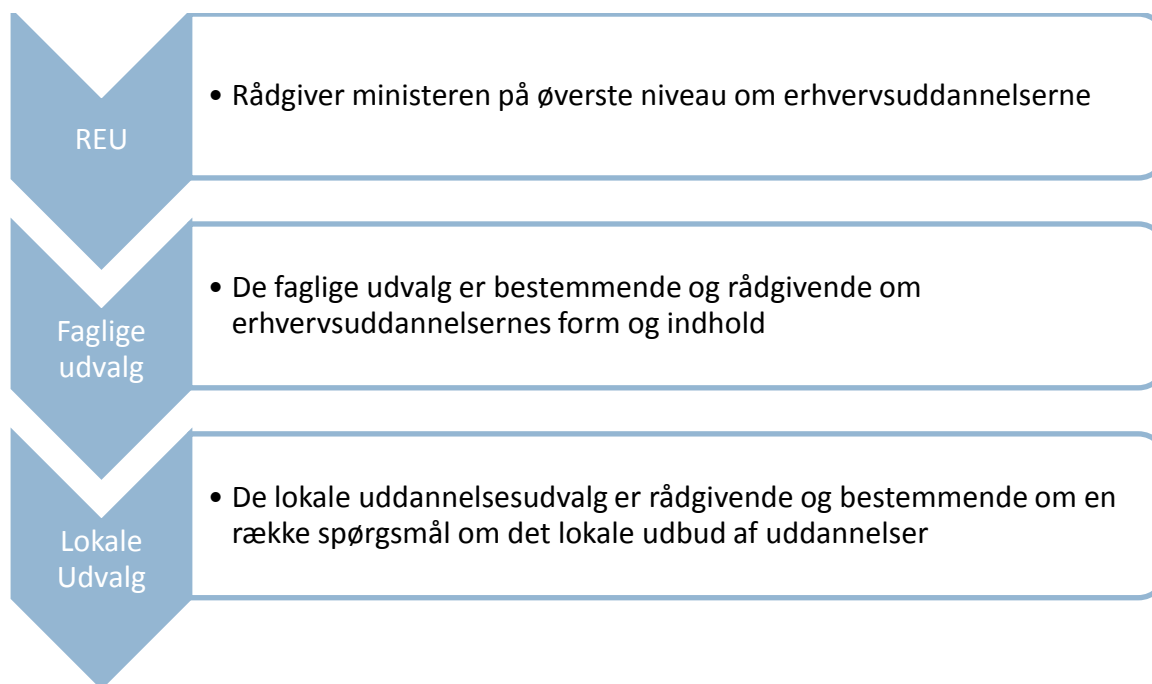 REU
• Rådgiver ministeren på øverste niveau om erhvervsuddannelserne
Faglige
udvalg
• De faglige udvalg er bestemmende og rådgivende om
erhvervsuddannelsernes form og indhold
Lokale
Udvalg
• De lokale uddannelsesudvalg er rådgivende og bestemmende om en
række spørgsmål om det lokale udbud af uddannelser